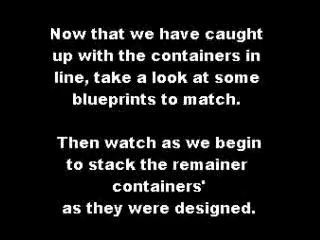 Now that we have caught
up with the containers in
line, take a look at some
blueprints to match.
Then watch as we begin
to stack the remainer
containers'
as they were designed.